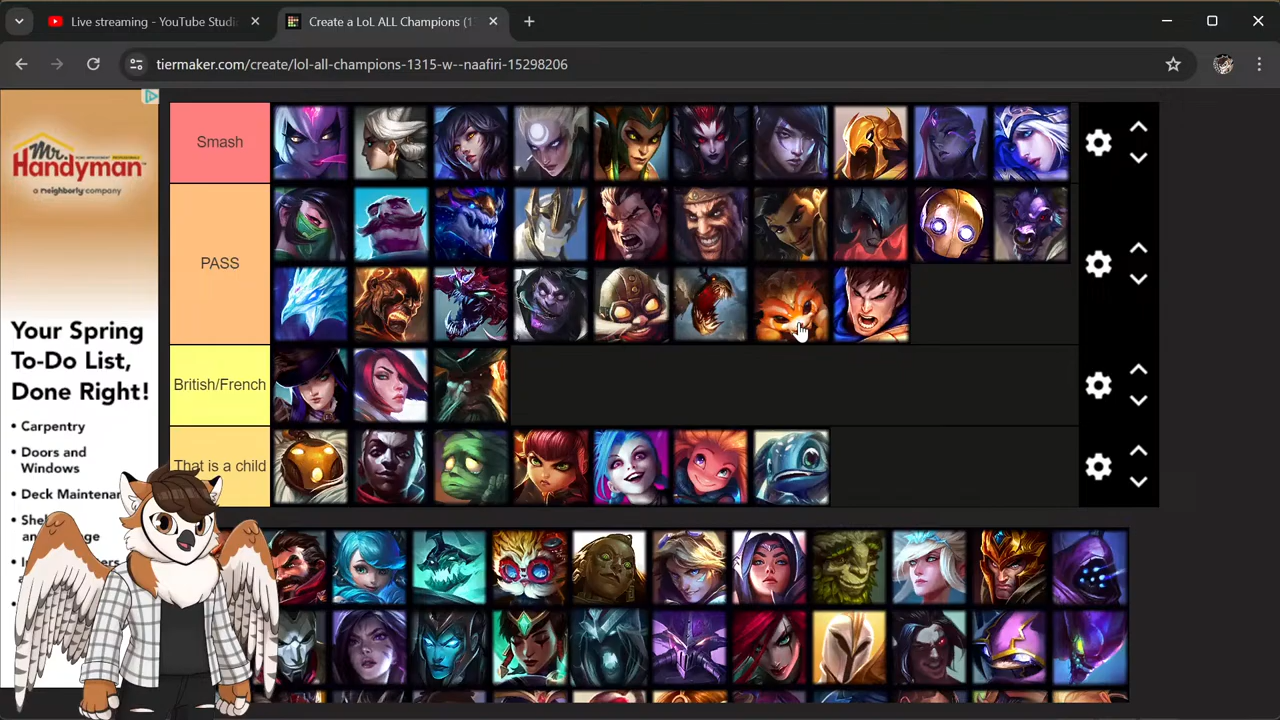 Live streaming - YouTube Studi
Create a LoL ALL Champions (1
tiermaker.com/create/lol-all-champions-1315-w--naafiri-15298206
Mr.
HANDYMAN
a neighborly company
Your Spring
To-Do List,
Done Right!
• Carpentry
• Doors and
Windows
• Deck Maintenan
Smash
PASS
British/French
That is a child